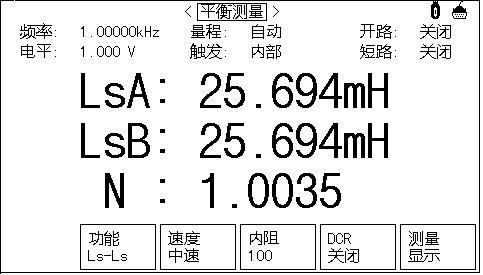 <平衡测量>
频率: 1.00000kHz 量程: 自动 开路: 关闭
电平: 1.000 V 触发: 内部 短路: 关闭
LsA: 25.694mH
LsB: 25.694mH
N : 1.0035
功能 速度 内阻 DCR 测量
Ls-Ls 中速 100 关闭 显示